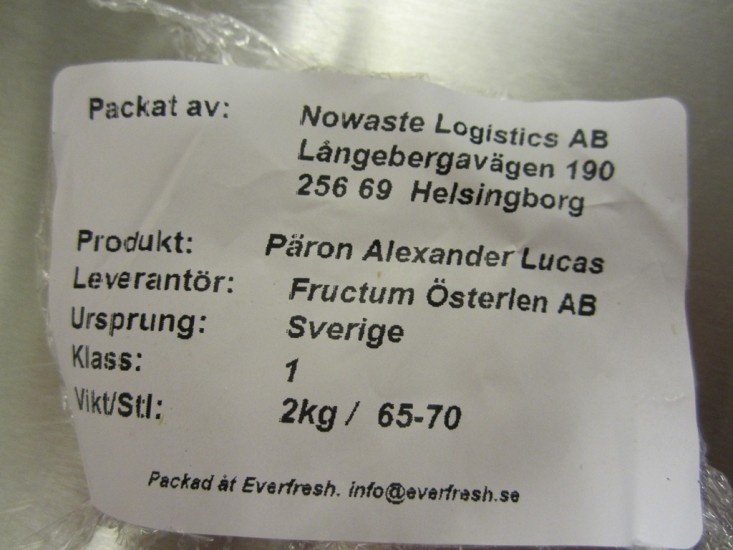 Packat av: Nowaste Logistics AB
Långebergavägen 190
256 69 Helsingborg
Produkt: Päron Alexander Lucas
Leverantör: Fructum Österlen AB
Ursprung: Sverige
Klass: 1
Vikt/Stl: 2kg / 65-70
Packad åt Everfresh. info@everfresh.se